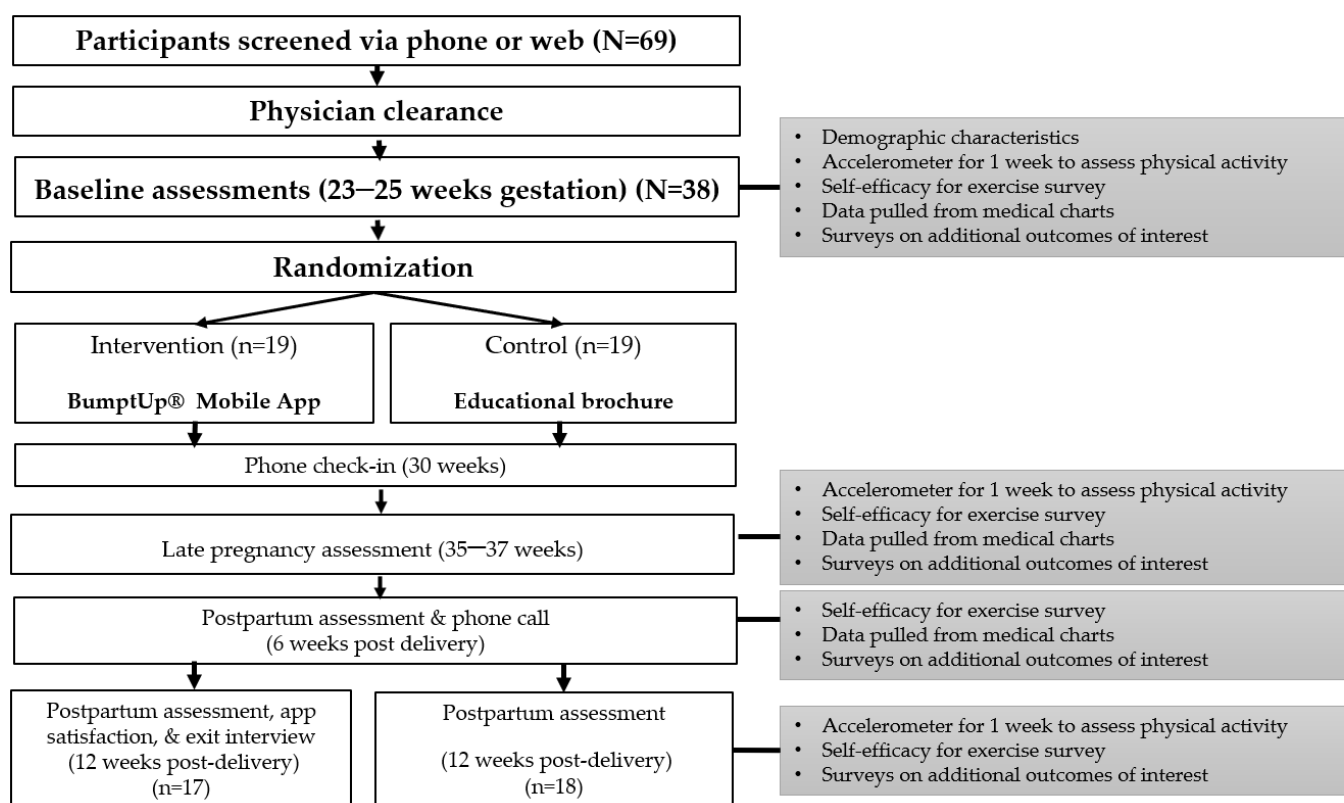 Participants screened via phone or web (N=69)
Physician clearance
Baseline assessments (23—25 weeks gestation) (N=38)
• Demographic characteristics
• Accelerometer for 1 week to assess physical activity
• Self-efficacy for exercise survey
• Data pulled from medical charts
• Surveys on additional outcomes of interest
Randomization
Intervention (n=19)
BumptUp® Mobile App
Control (n=19)
Educational brochure
Phone check-in (30 weeks)
Late pregnancy assessment (35—37 weeks)
• Accelerometer for 1 week to assess physical activity
• Self-efficacy for exercise survey
• Data pulled from medical charts
• Surveys on additional outcomes of interest
Postpartum assessment & phone call
(6 weeks post delivery)
• Self-efficacy for exercise survey
• Data pulled from medical charts
• Surveys on additional outcomes of interest
Postpartum assessment, app
satisfaction, & exit interview
(12 weeks post-delivery)
(n=17)
Postpartum assessment
(12 weeks post-delivery)
(n=18)
• Accelerometer for 1 week to assess physical activity
• Self-efficacy for exercise survey
• Surveys on additional outcomes of interest